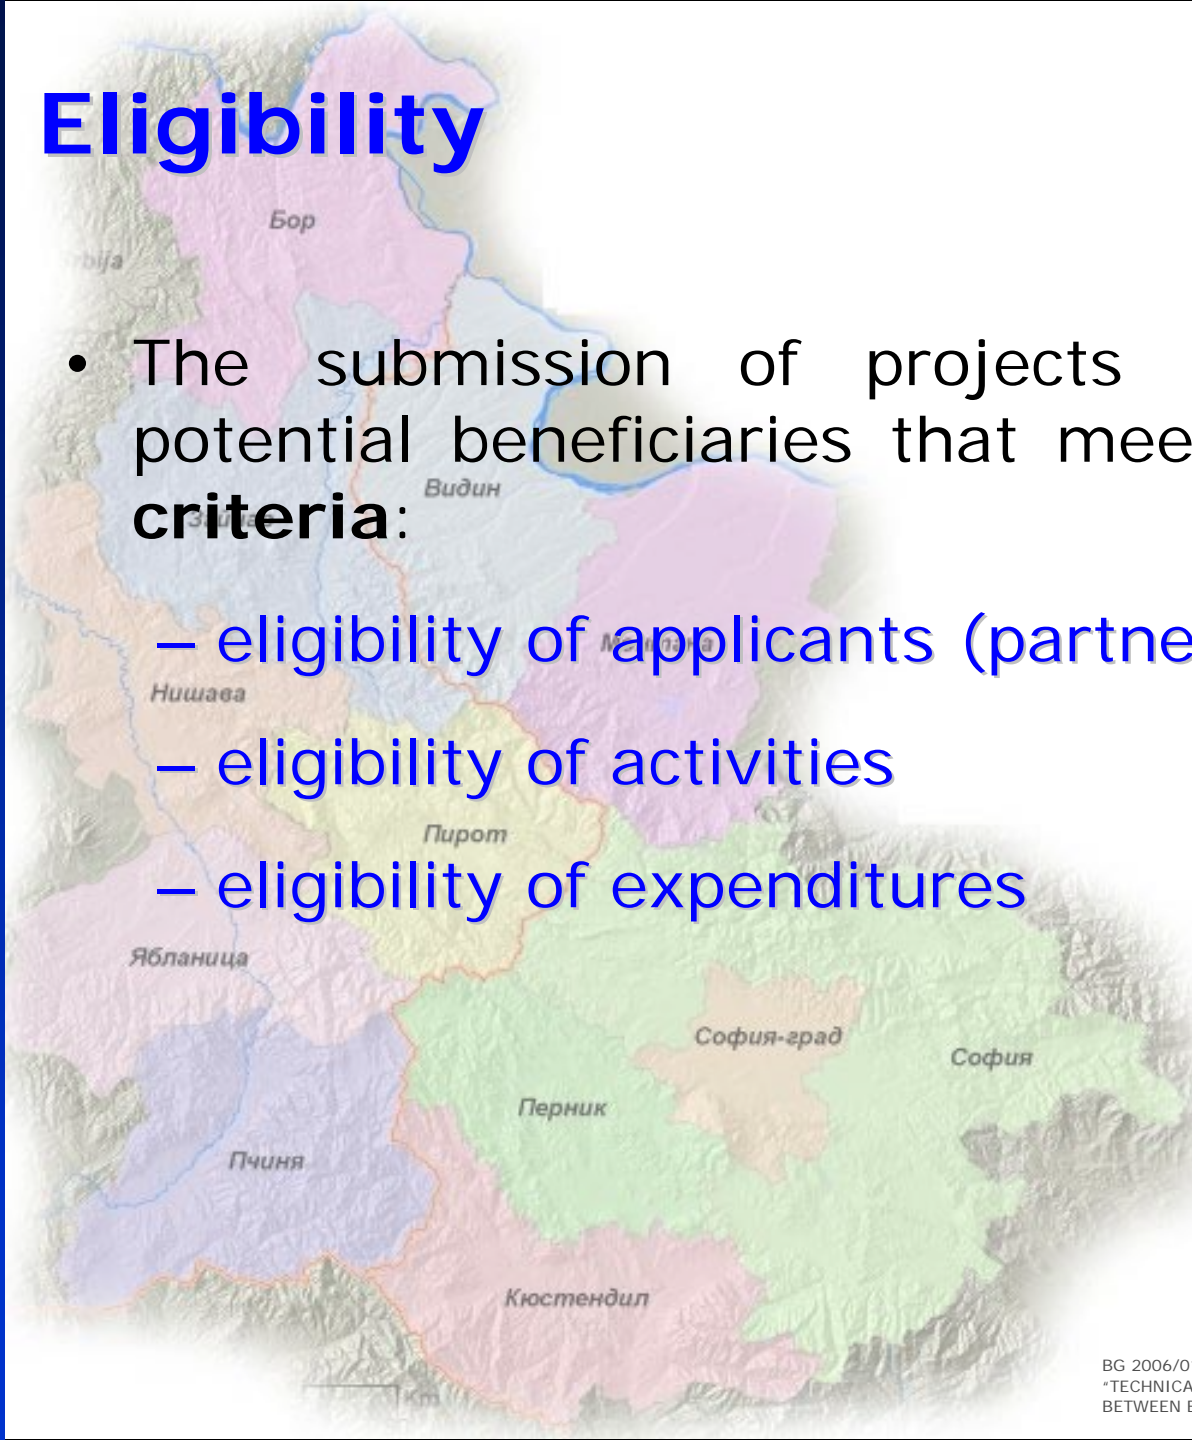 Eligibility
Бор
• The submission of projects
potential beneficiaries that mee
Видин
criteria:
– eligibility of applicants (partne
Нишава
– eligibility of activities
Пирот
– eligibility of expenditures
Ябланица
София-град
София
Перник
Пчиня
Кюстендил
Km
BG 2006/0
"TECHNICA
BETWEEN